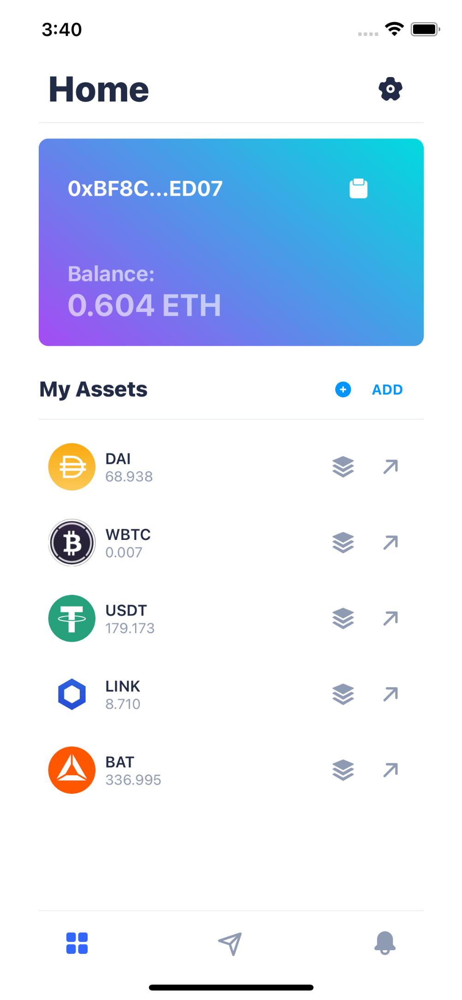 3:40
Home
0xBF8C...ED07
Balance:
0.604 ETH
My Assets
ADD
DAI
68.938
WBTC
0.007
USDT
179.173
LINK
8.710
BAT
336.995